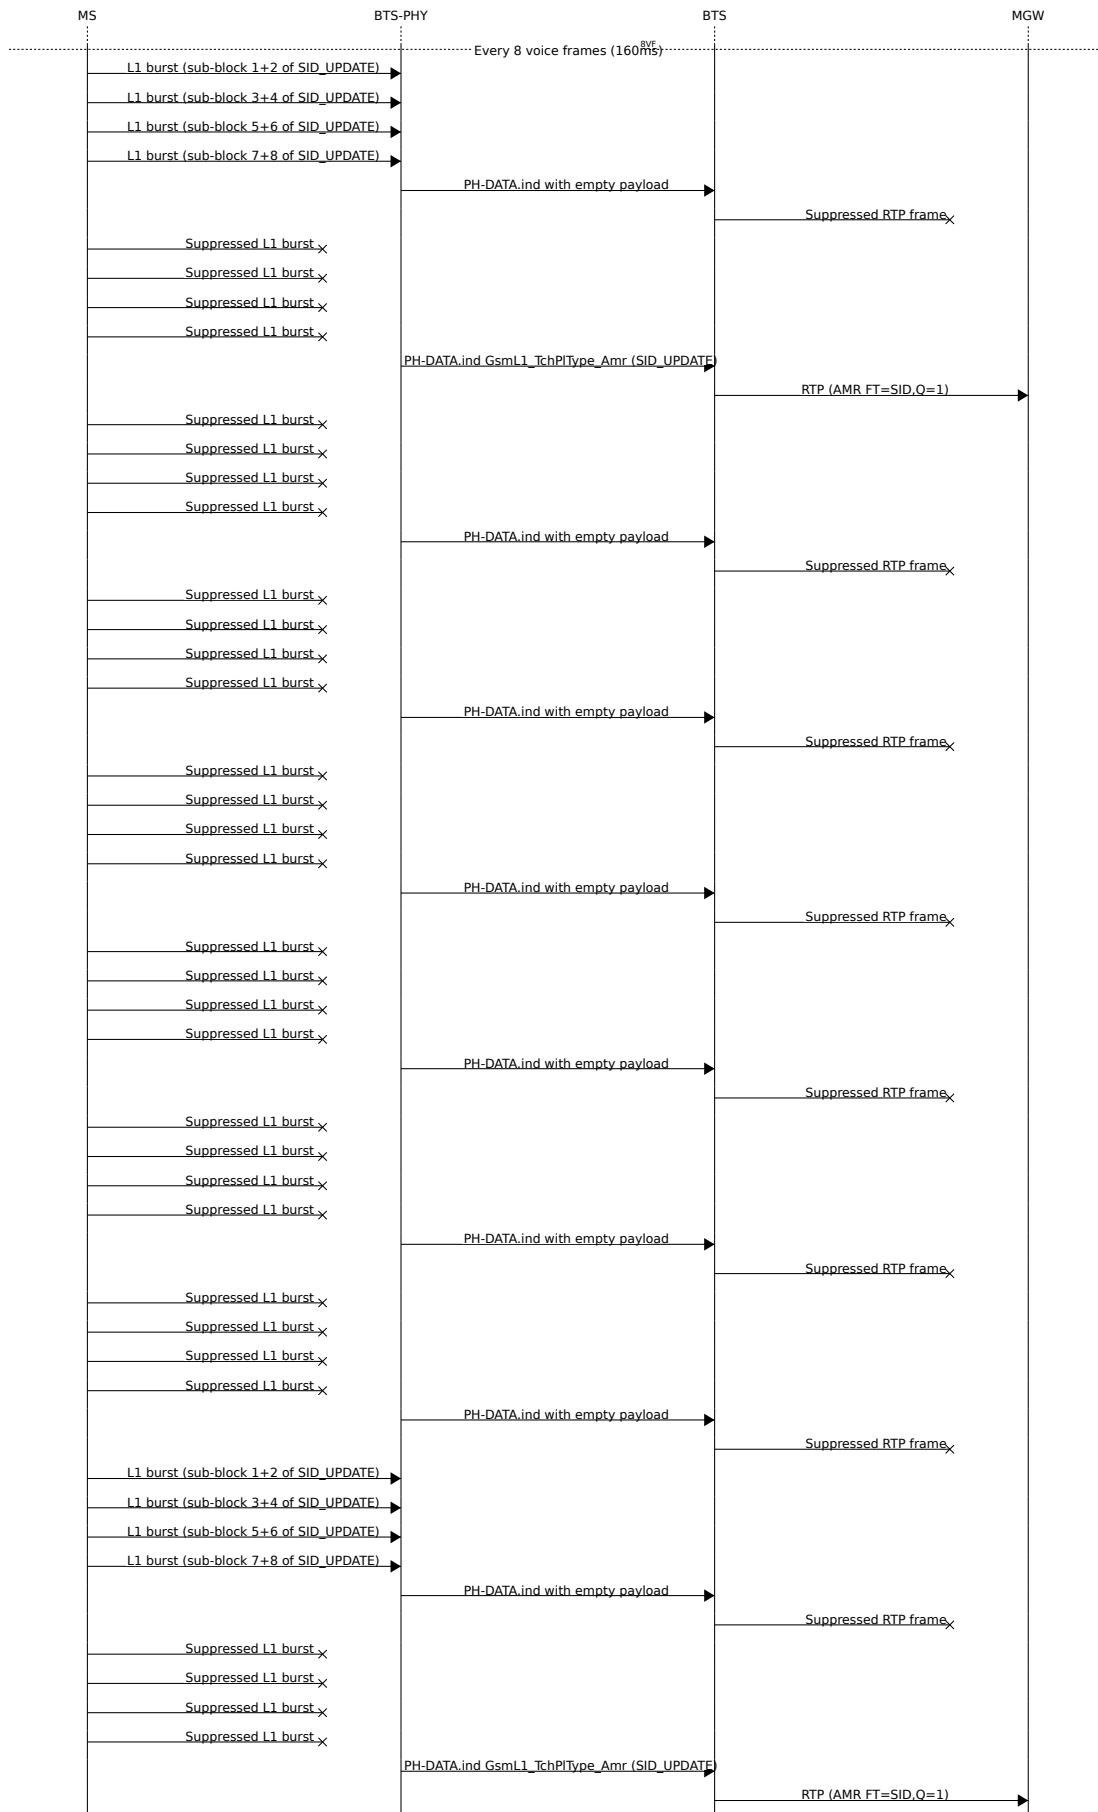 MS BTS-PHY BTS MGW
Every 8 voice frames (160ms) 8VF
L1 burst (sub-block 1+2 of SID_UPDATE)
L1 burst (sub-block 3+4 of SID_UPDATE)
L1 burst (sub-block 5+6 of SID_UPDATE)
L1 burst (sub-block 7+8 of SID_UPDATE)
PH-DATA.ind with empty payload
Suppressed RTP frame
Suppressed L1 burst
Suppressed L1 burst
Suppressed L1 burst
Suppressed L1 burst
PH-DATA.ind GsmL1_TchPlType_Amr (SID_UPDATE)
RTP (AMR FT=SID,Q=1)
Suppressed L1 burst
Suppressed L1 burst
Suppressed L1 burst
Suppressed L1 burst
PH-DATA.ind with empty payload
Suppressed RTP frame
Suppressed L1 burst
Suppressed L1 burst
Suppressed L1 burst
Suppressed L1 burst
PH-DATA.ind with empty payload
Suppressed RTP frame
Suppressed L1 burst
Suppressed L1 burst
Suppressed L1 burst
Suppressed L1 burst
PH-DATA.ind with empty payload
Suppressed RTP frame
Suppressed L1 burst
Suppressed L1 burst
Suppressed L1 burst
Suppressed L1 burst
PH-DATA.ind with empty payload
Suppressed RTP frame
Suppressed L1 burst
Suppressed L1 burst
Suppressed L1 burst
Suppressed L1 burst
PH-DATA.ind with empty payload
Suppressed RTP frame
Suppressed L1 burst
Suppressed L1 burst
Suppressed L1 burst
Suppressed L1 burst
PH-DATA.ind with empty payload
Suppressed RTP frame
L1 burst (sub-block 1+2 of SID_UPDATE)
L1 burst (sub-block 3+4 of SID_UPDATE)
L1 burst (sub-block 5+6 of SID_UPDATE)
L1 burst (sub-block 7+8 of SID_UPDATE)
PH-DATA.ind with empty payload
Suppressed RTP frame
Suppressed L1 burst
Suppressed L1 burst
Suppressed L1 burst
Suppressed L1 burst
PH-DATA.ind GsmL1_TchPlType_Amr (SID_UPDATE)
RTP (AMR FT=SID,Q=1)